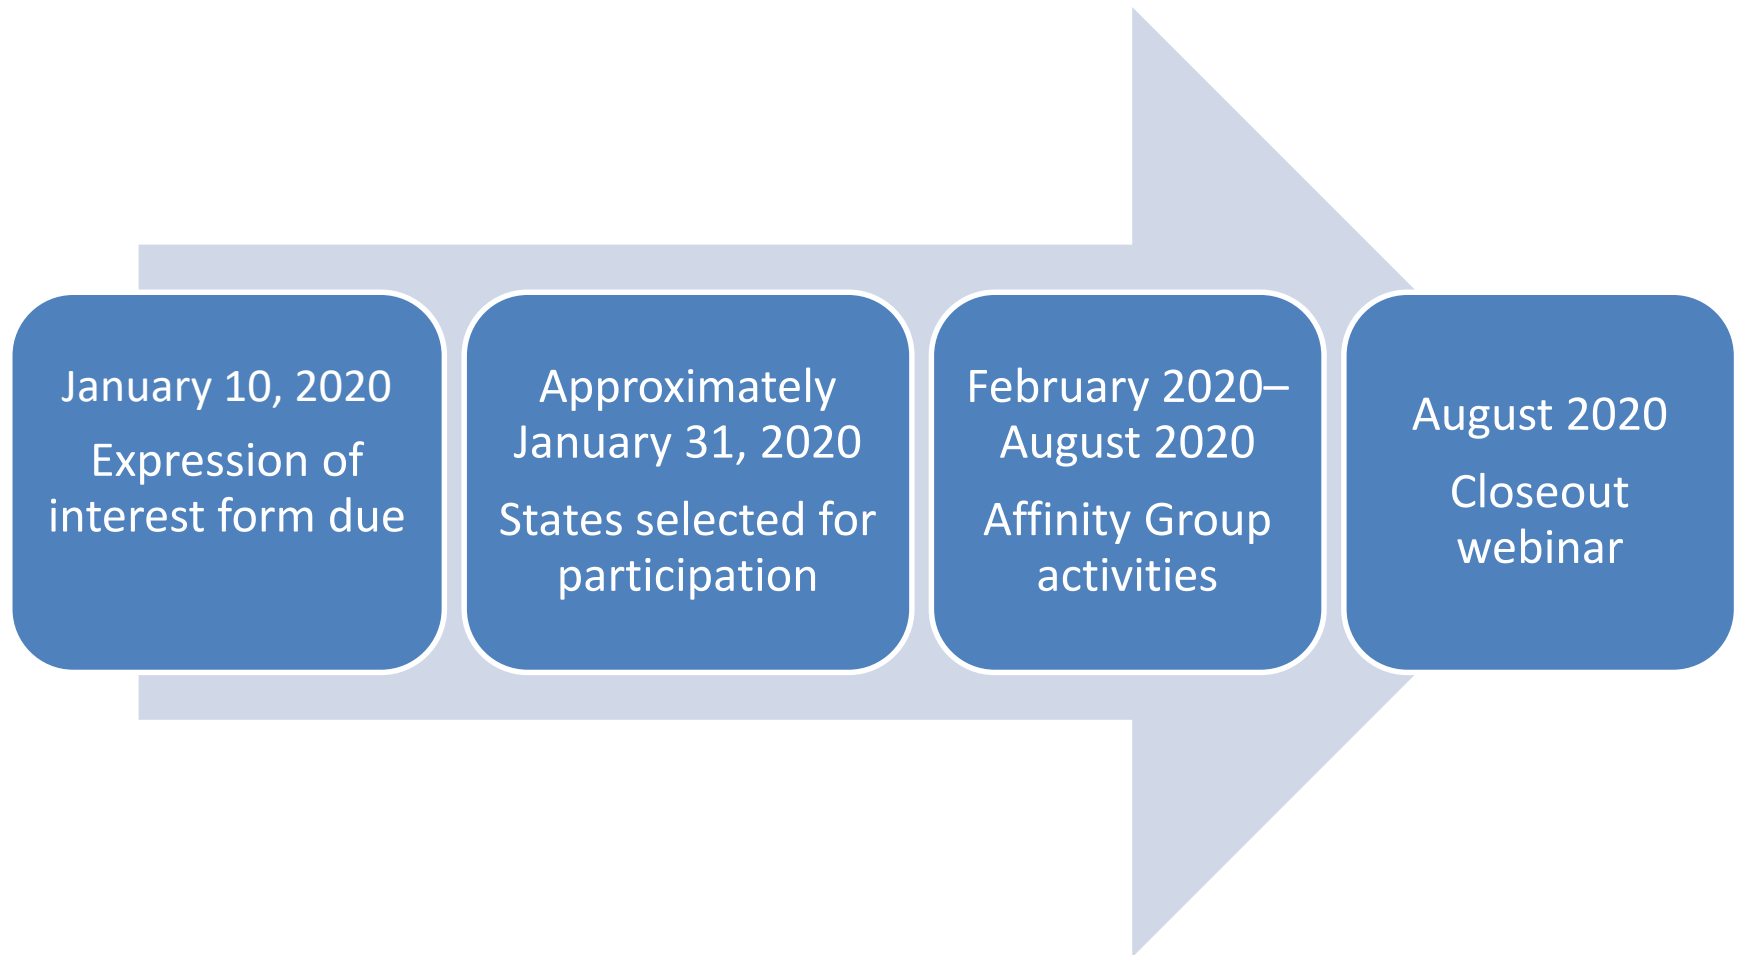 January 10, 2020
Expression of
interest form due
Approximately
January 31, 2020
States selected for
participation
February 2020–
August 2020
Affinity Group
activities
August 2020
Closeout
webinar